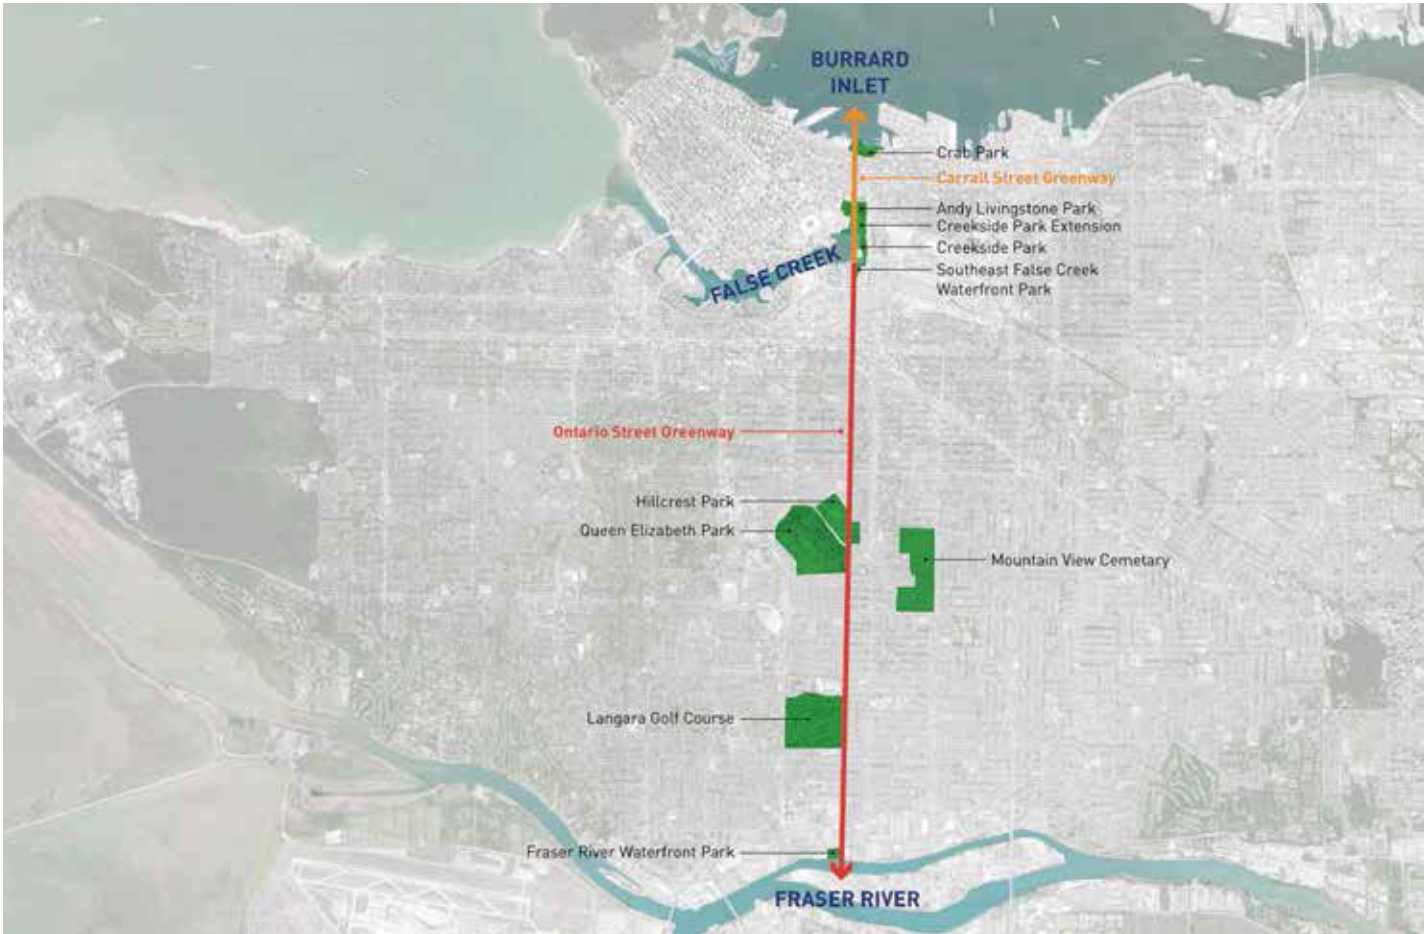 BURRARD
INLET
Crab Park
Carrall Street Greenway
Andy Livingstone Park
Creekside Park Extension
Creekside Park
FALSE CREEK
Southeast False Creek
Waterfront Park
Ontario Street Greenway
Hillcrest Park
Queen Elizabeth Park
Mountain View Cemetary
Langara Golf Course
Fraser River Waterfront Park
FRASER RIVER